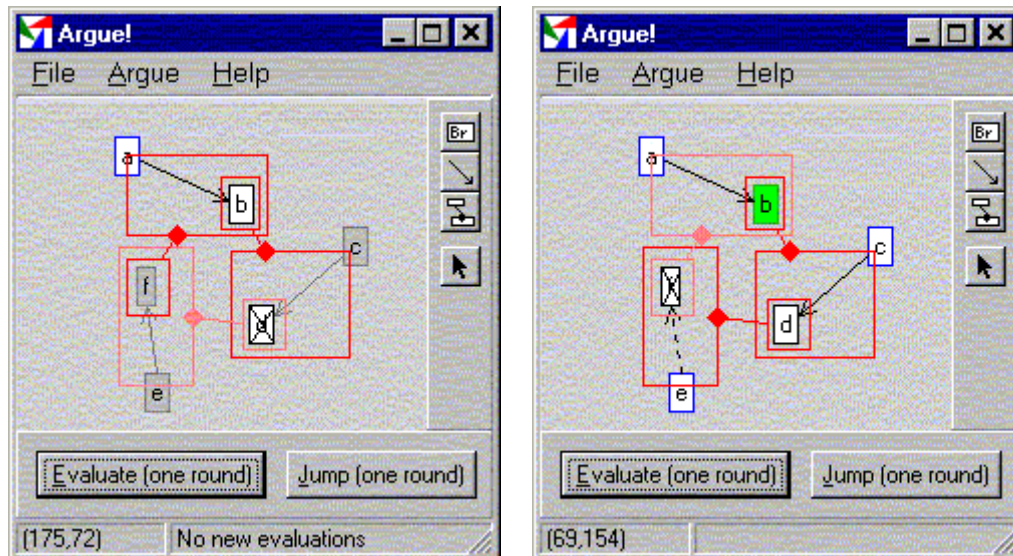 Argue!
File Argue Help
Br
a
b
c
f
d
e
Evaluate (one round) Jump (one round)
(175,72) No new evaluations
Argue!
File Argue Help
Br
a
b
c
f
d
e
Evaluate (one round) Jump (one round)
(69,154)